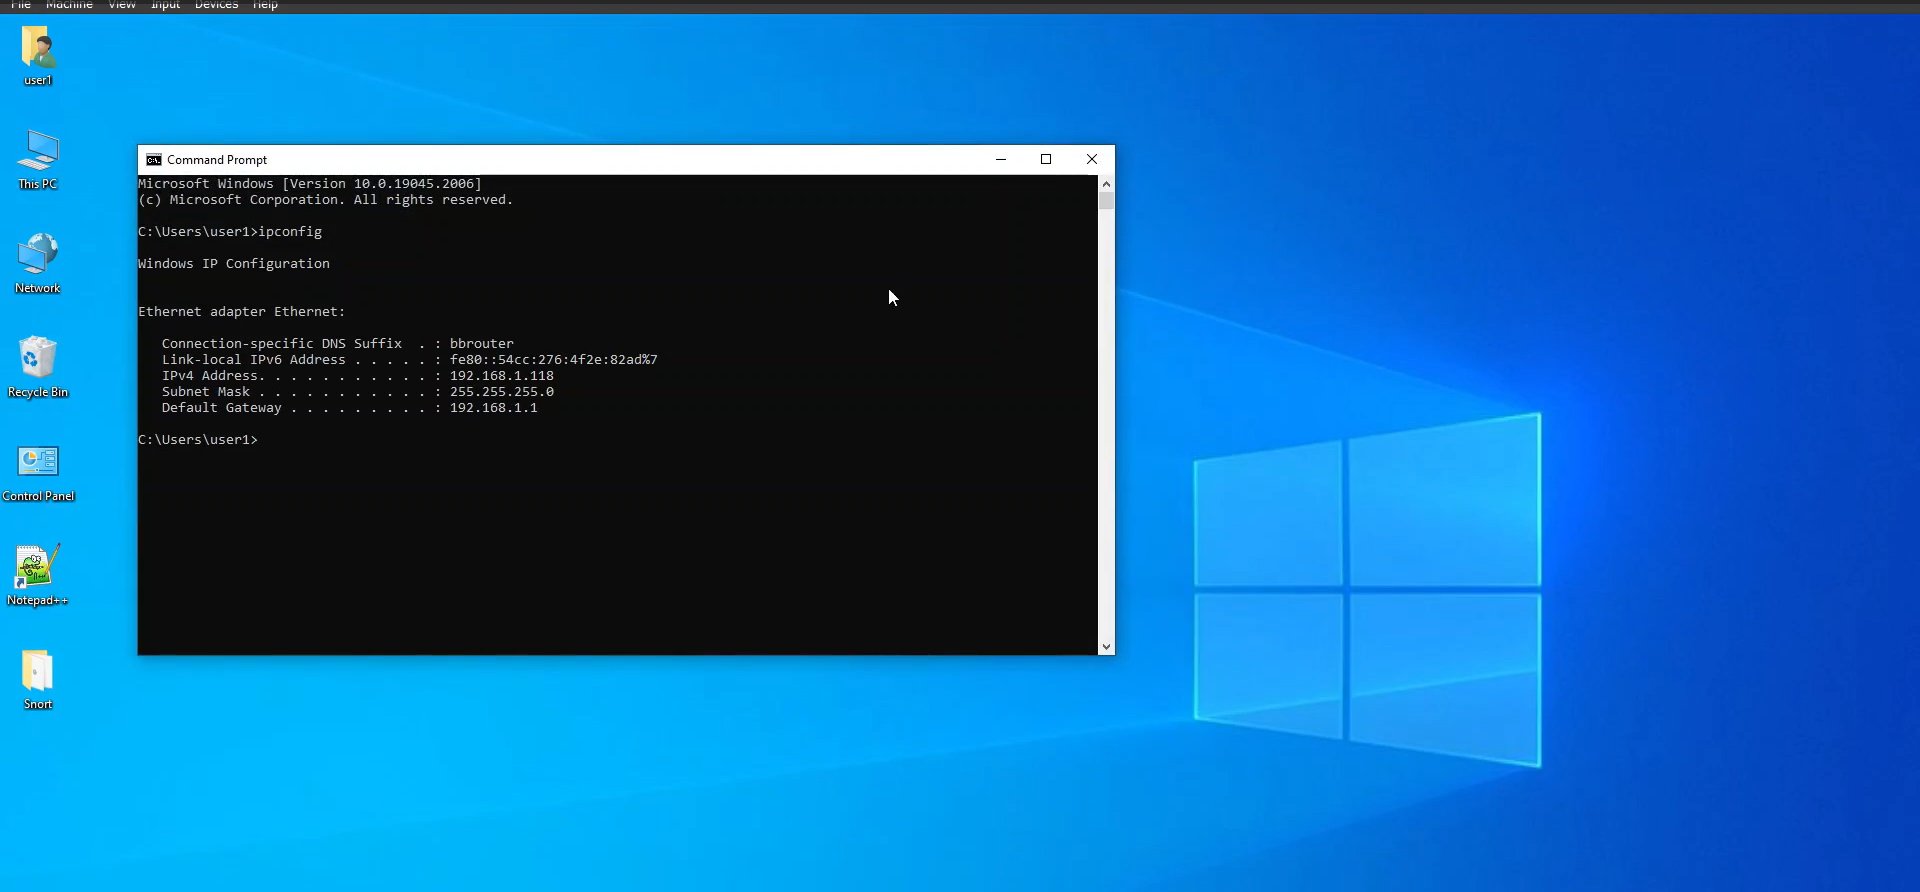 File Machine View Input Devices Help
user1
This PC
Network
Recycle Bin
Control Panel
Notepad++
Snort
Command Prompt
Microsoft Windows [Version 10.0.19045.2006]
(c) Microsoft Corporation. All rights reserved.
C:\Users\user1>ipconfig
Windows IP Configuration
Ethernet adapter Ethernet:
Connection-specific DNS Suffix . : bbrouter
Link-local IPv6 Address . . . . . : fe80::54cc:276:4f2e:82ad%7
IPv4 Address. . . . . . . . . . . : 192.168.1.118
Subnet Mask . . . . . . . . . . . : 255.255.255.0
Default Gateway . . . . . . . . . : 192.168.1.1
C:\Users\user1>